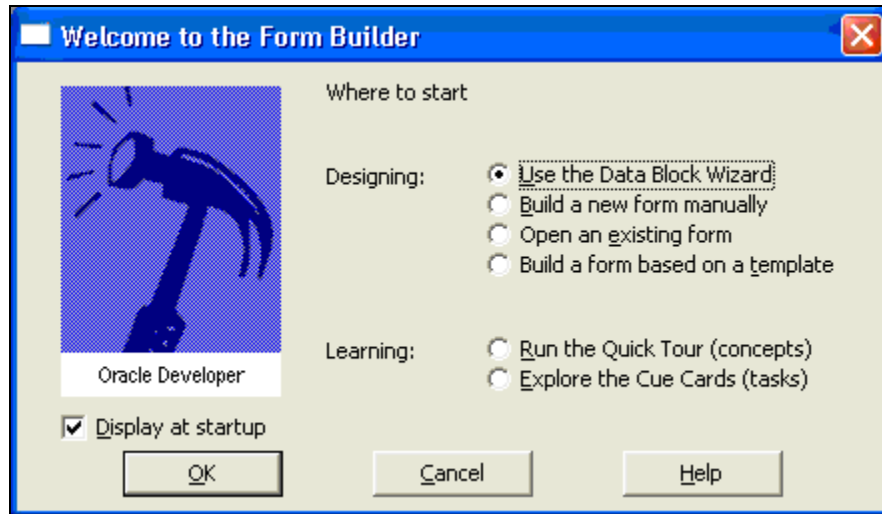 Welcome to the Form Builder
Where to start
Designing:
Use the Data Block Wizard
Build a new form manually
Open an existing form
Build a form based on a template
Learning:
Run the Quick Tour (concepts)
Explore the Cue Cards (tasks)
Oracle Developer
Display at startup
OK Cancel Help